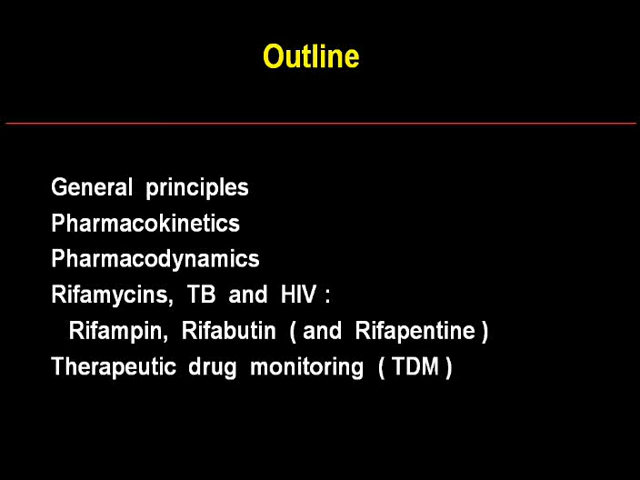 Outline
General principles
Pharmacokinetics
Pharmacodynamics
Rifamycins, TB and HIV :
Rifampin, Rifabutin ( and Rifapentine )
Therapeutic drug monitoring ( TDM )